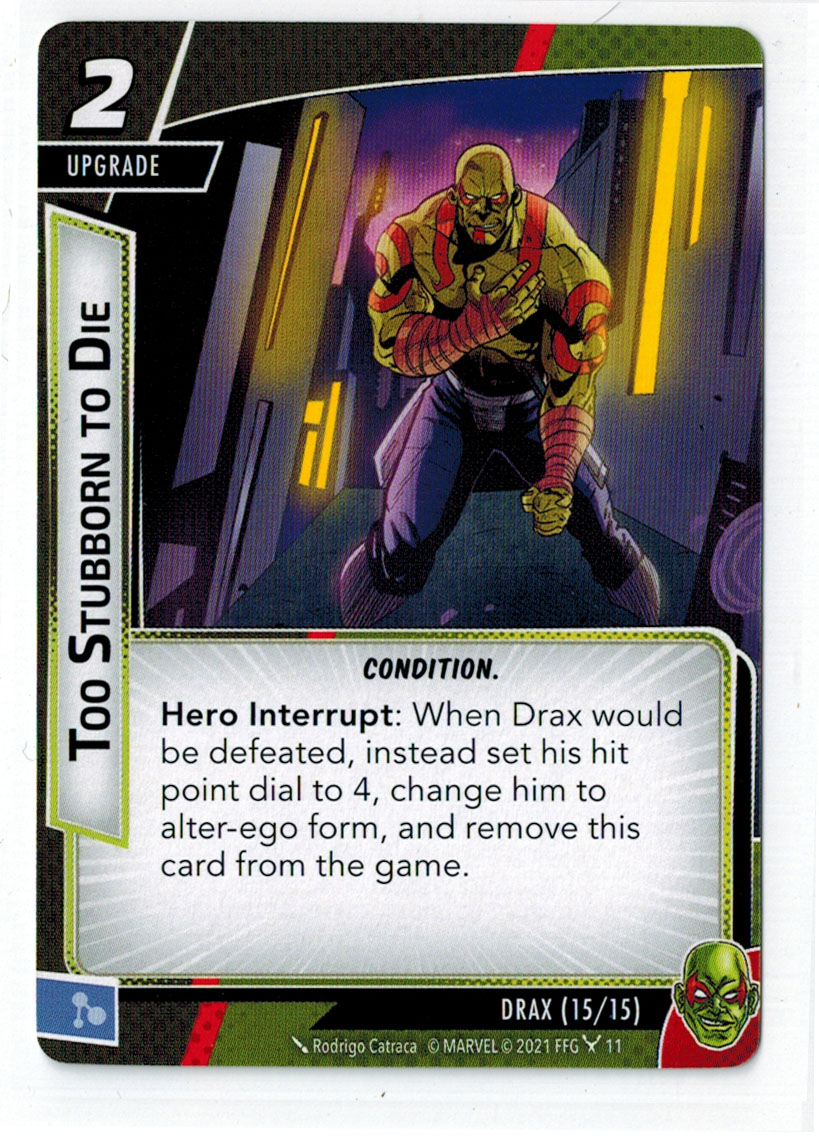 2
UPGRADE
TOO STUBBORN TO DIE
CONDITION.
Hero Interrupt: When Drax would
be defeated, instead set his hit
point dial to 4, change him to
alter-ego form, and remove this
card from the game.
DRAX (15/15)
Rodrigo Catraca © MARVEL © 2021 FFG 11